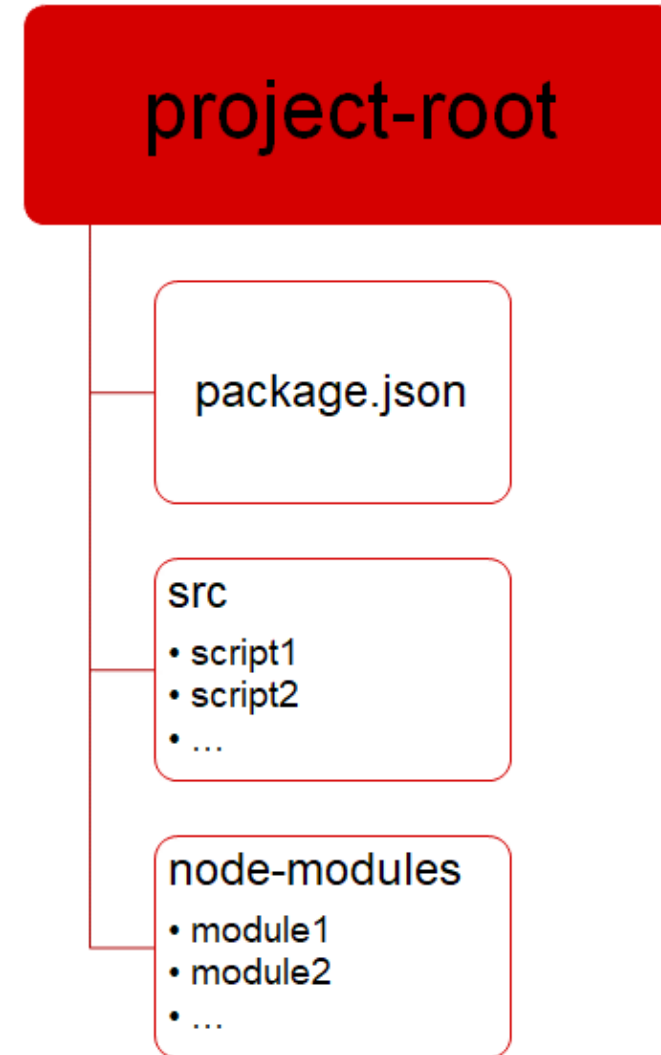 project-root
package.json
src
• script1
• script2
• …
node-modules
• module1
• module2
• …